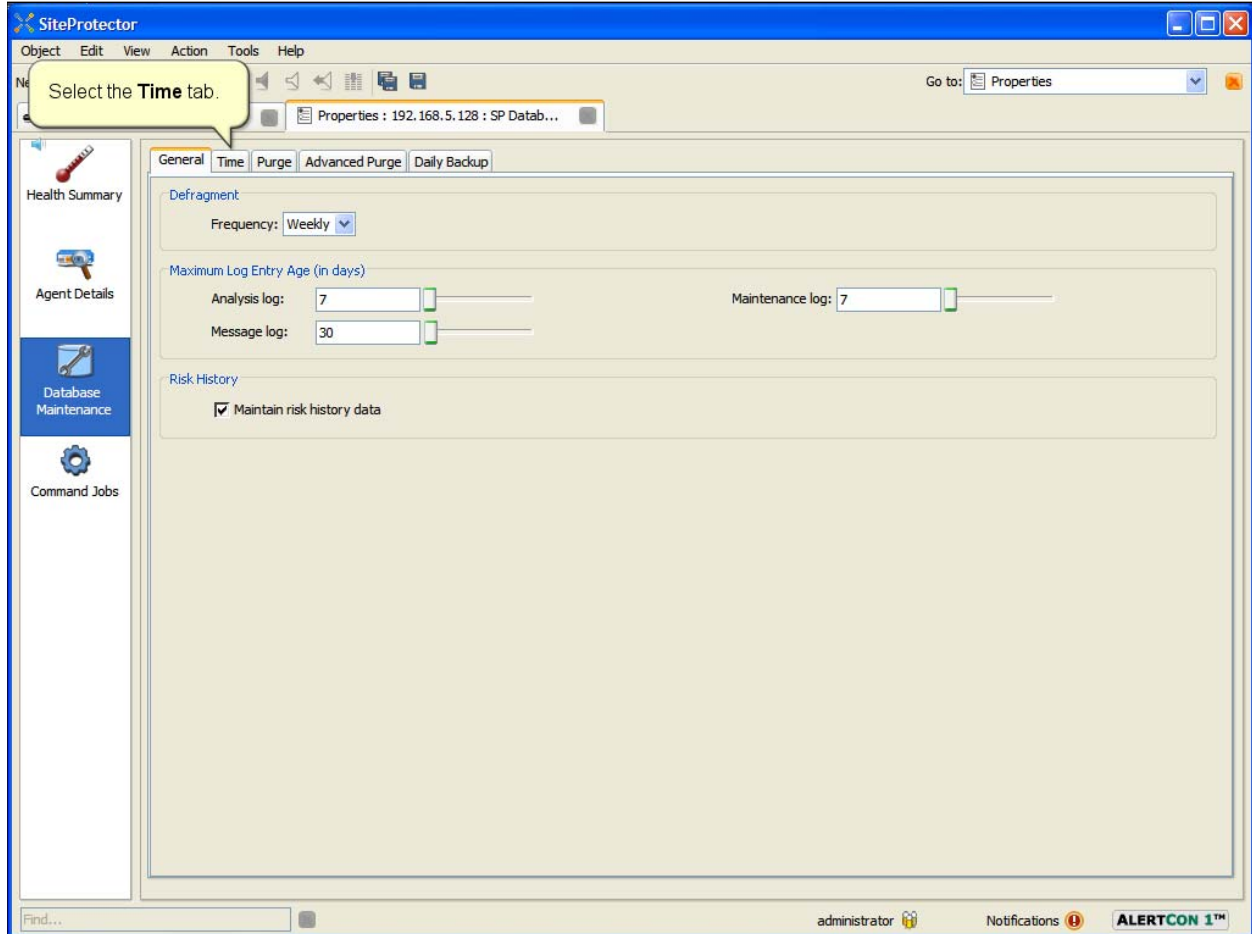 SiteProtector
Object Edit View Action Tools Help
Select the Time tab.
Go to: Properties
Properties : 192.168.5.128 : SP Datab...
General Time Purge Advanced Purge Daily Backup
Health Summary
Agent Details
Database
Maintenance
Command Jobs
Defragment
Frequency: Weekly
Maximum Log Entry Age (in days)
Analysis log: 7 Maintenance log: 7
Message log: 30
Risk History
Maintain risk history data
Find... administrator Notifications ALERTCON 1™